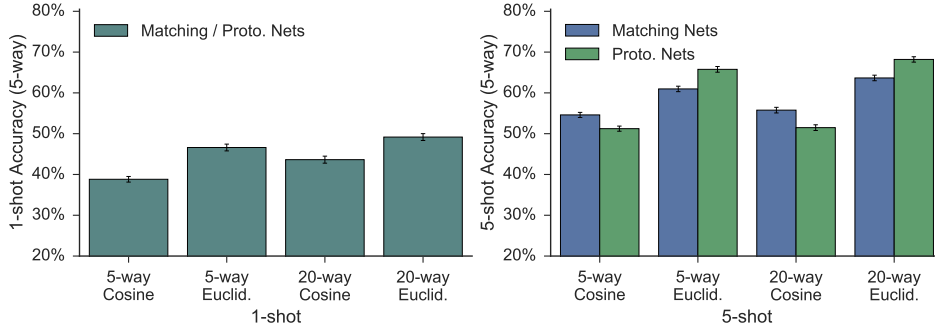 80%
70%
60%
50%
40%
30%
20%
1-shot Accuracy (5-way)
Matching / Proto. Nets
5-way Cosine
5-way Euclid.
20-way Cosine
20-way Euclid.
1-shot
80%
70%
60%
50%
40%
30%
20%
5-shot Accuracy (5-way)
Matching Nets
Proto. Nets
5-way Cosine
5-way Euclid.
20-way Cosine
20-way Euclid.
5-shot